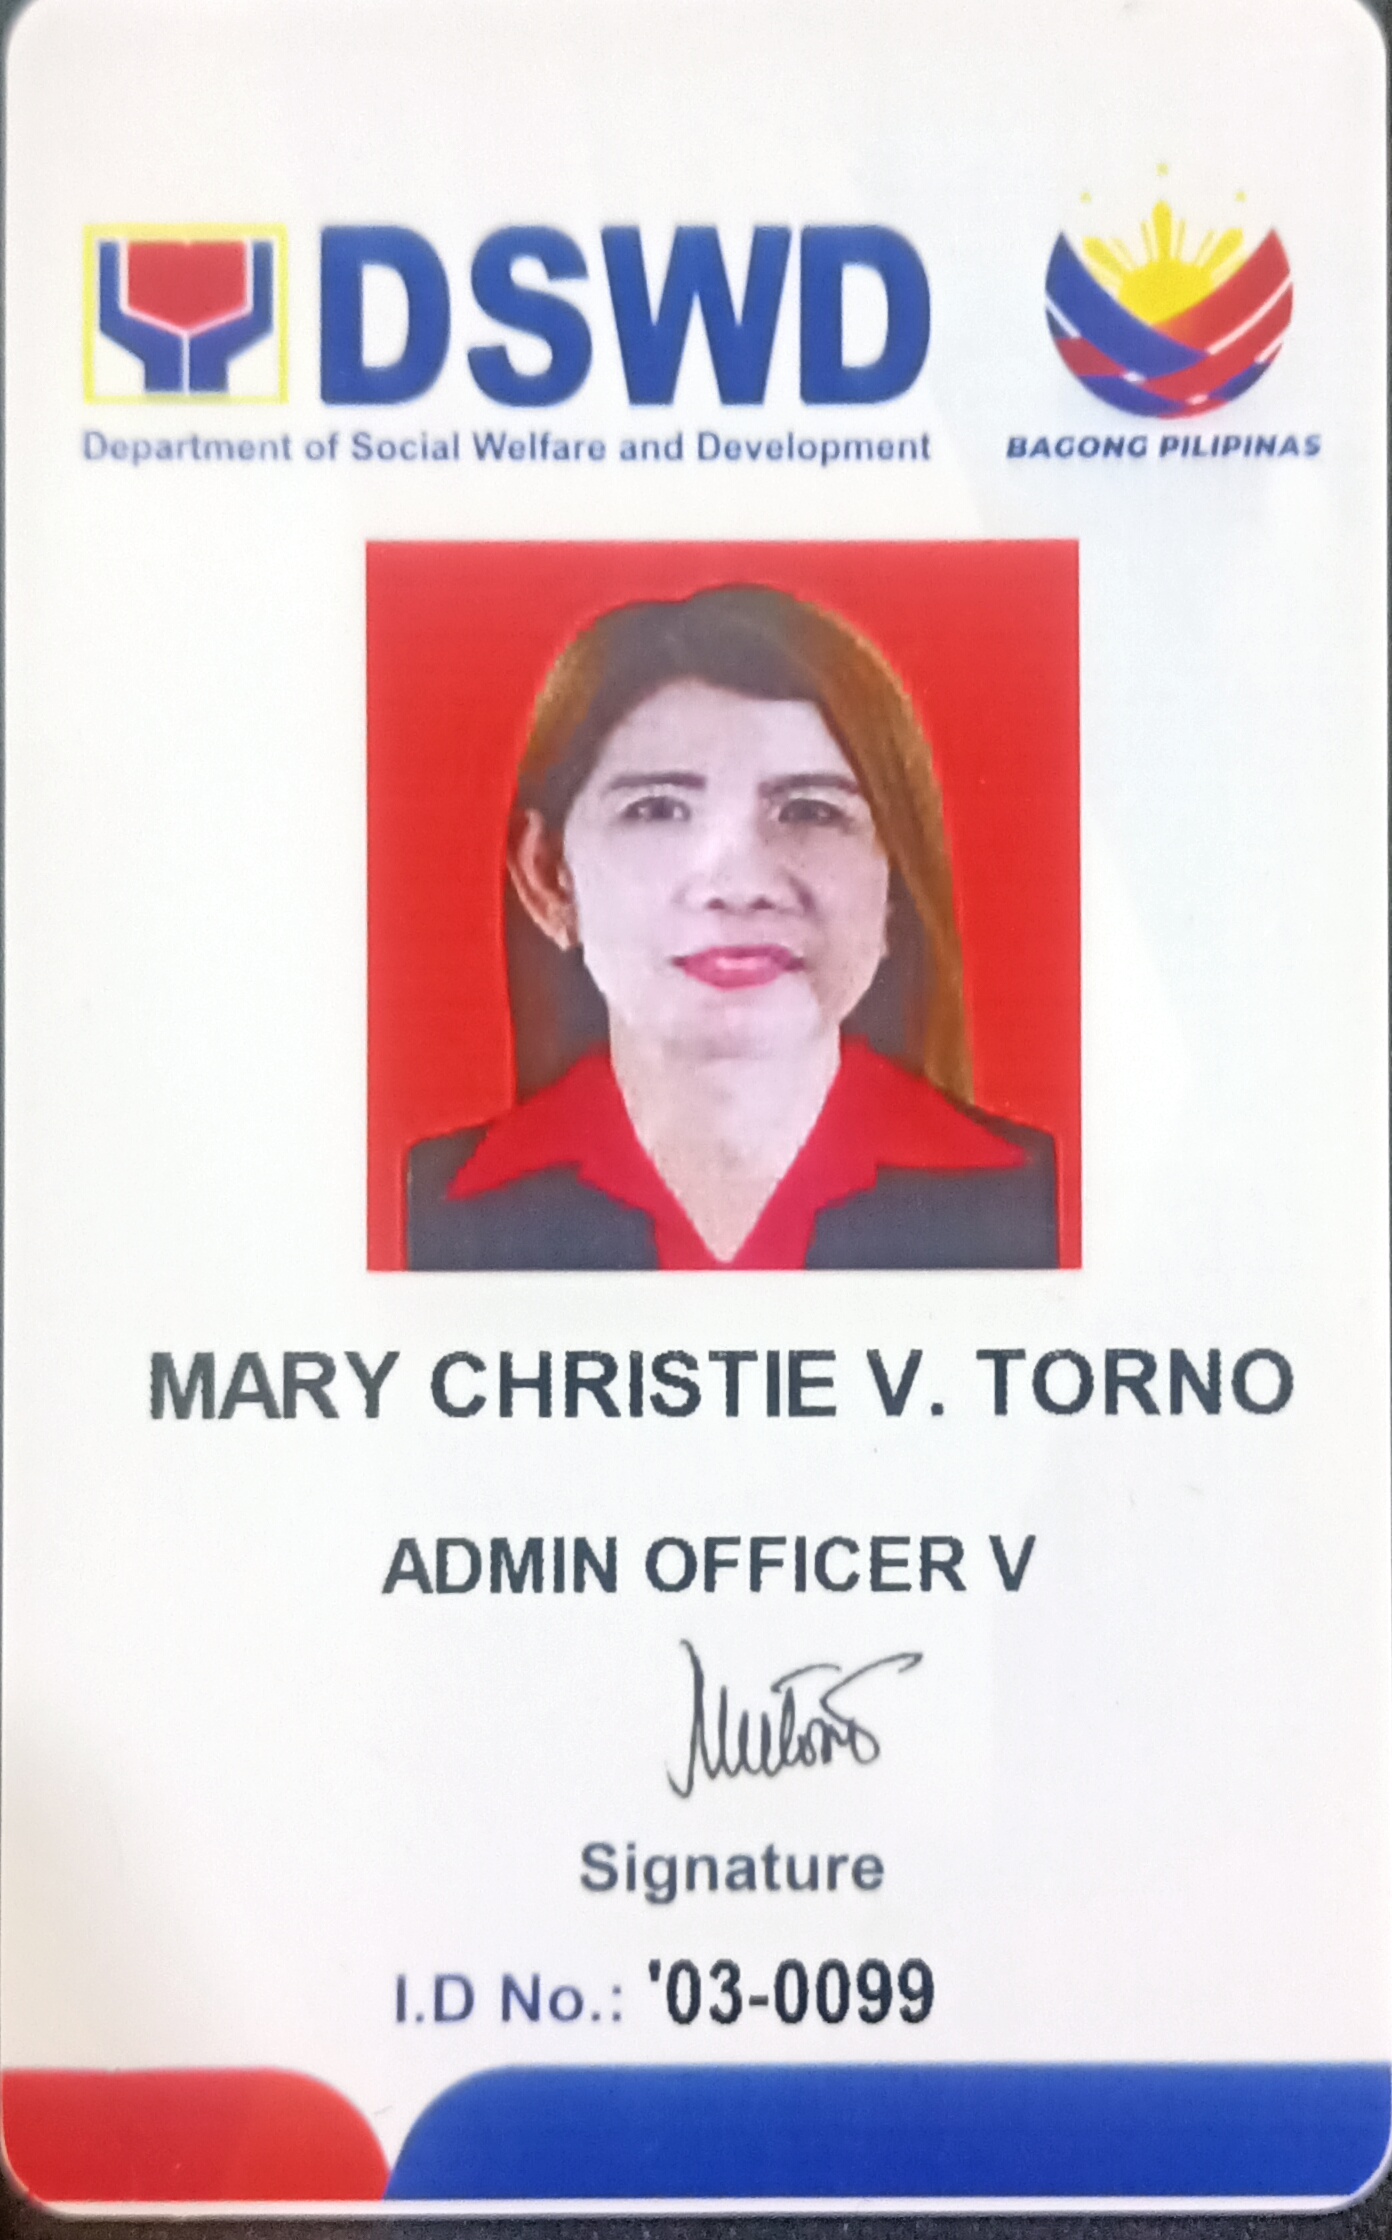 DSWD
Department of Social Welfare and Development
BAGONG PILIPINAS
MARY CHRISTIE V. TORNO
ADMIN OFFICER V
Signature
I.D No.: '03-0099